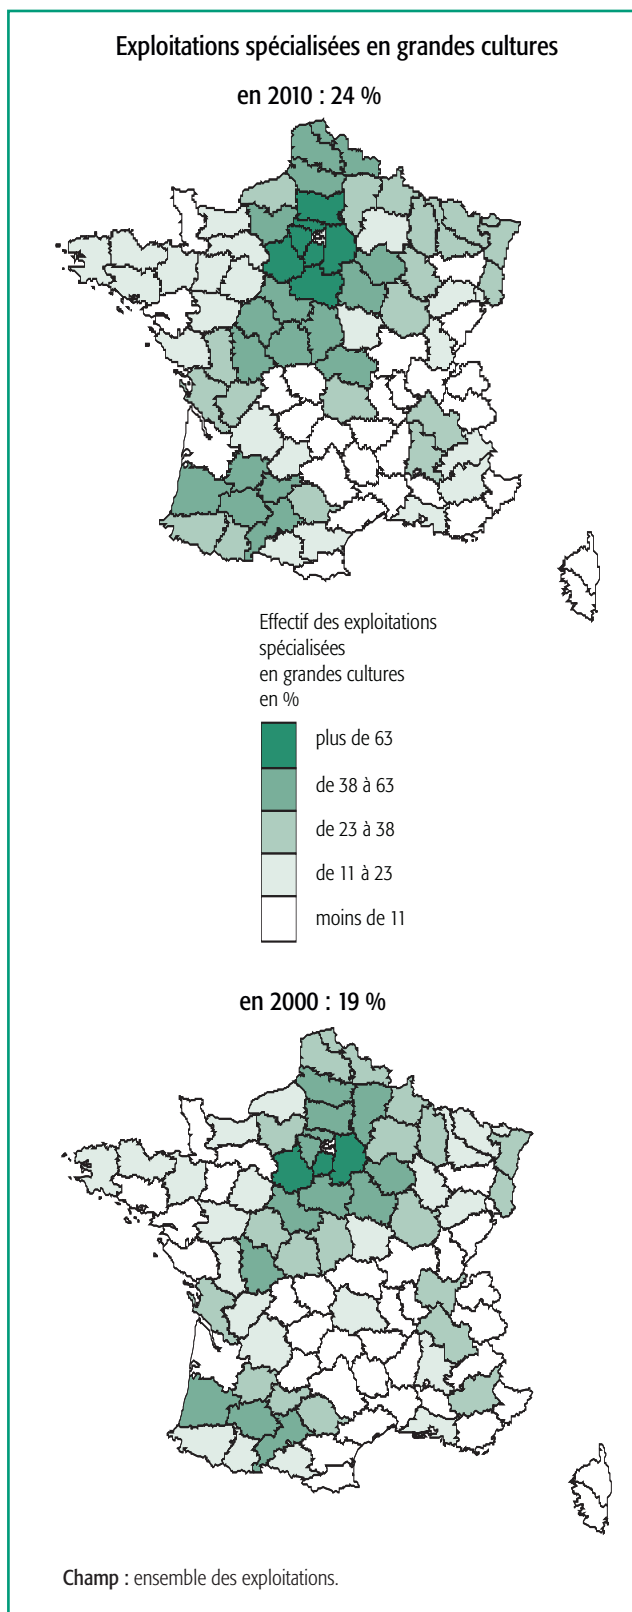 Exploitations spécialisées en grandes cultures
en 2010 : 24 %
Effectif des exploitations
spécialisées
en grandes cultures
en %
plus de 63
de 38 à 63
de 23 à 38
de 11 à 23
moins de 11
en 2000 : 19 %
Champ : ensemble des exploitations.